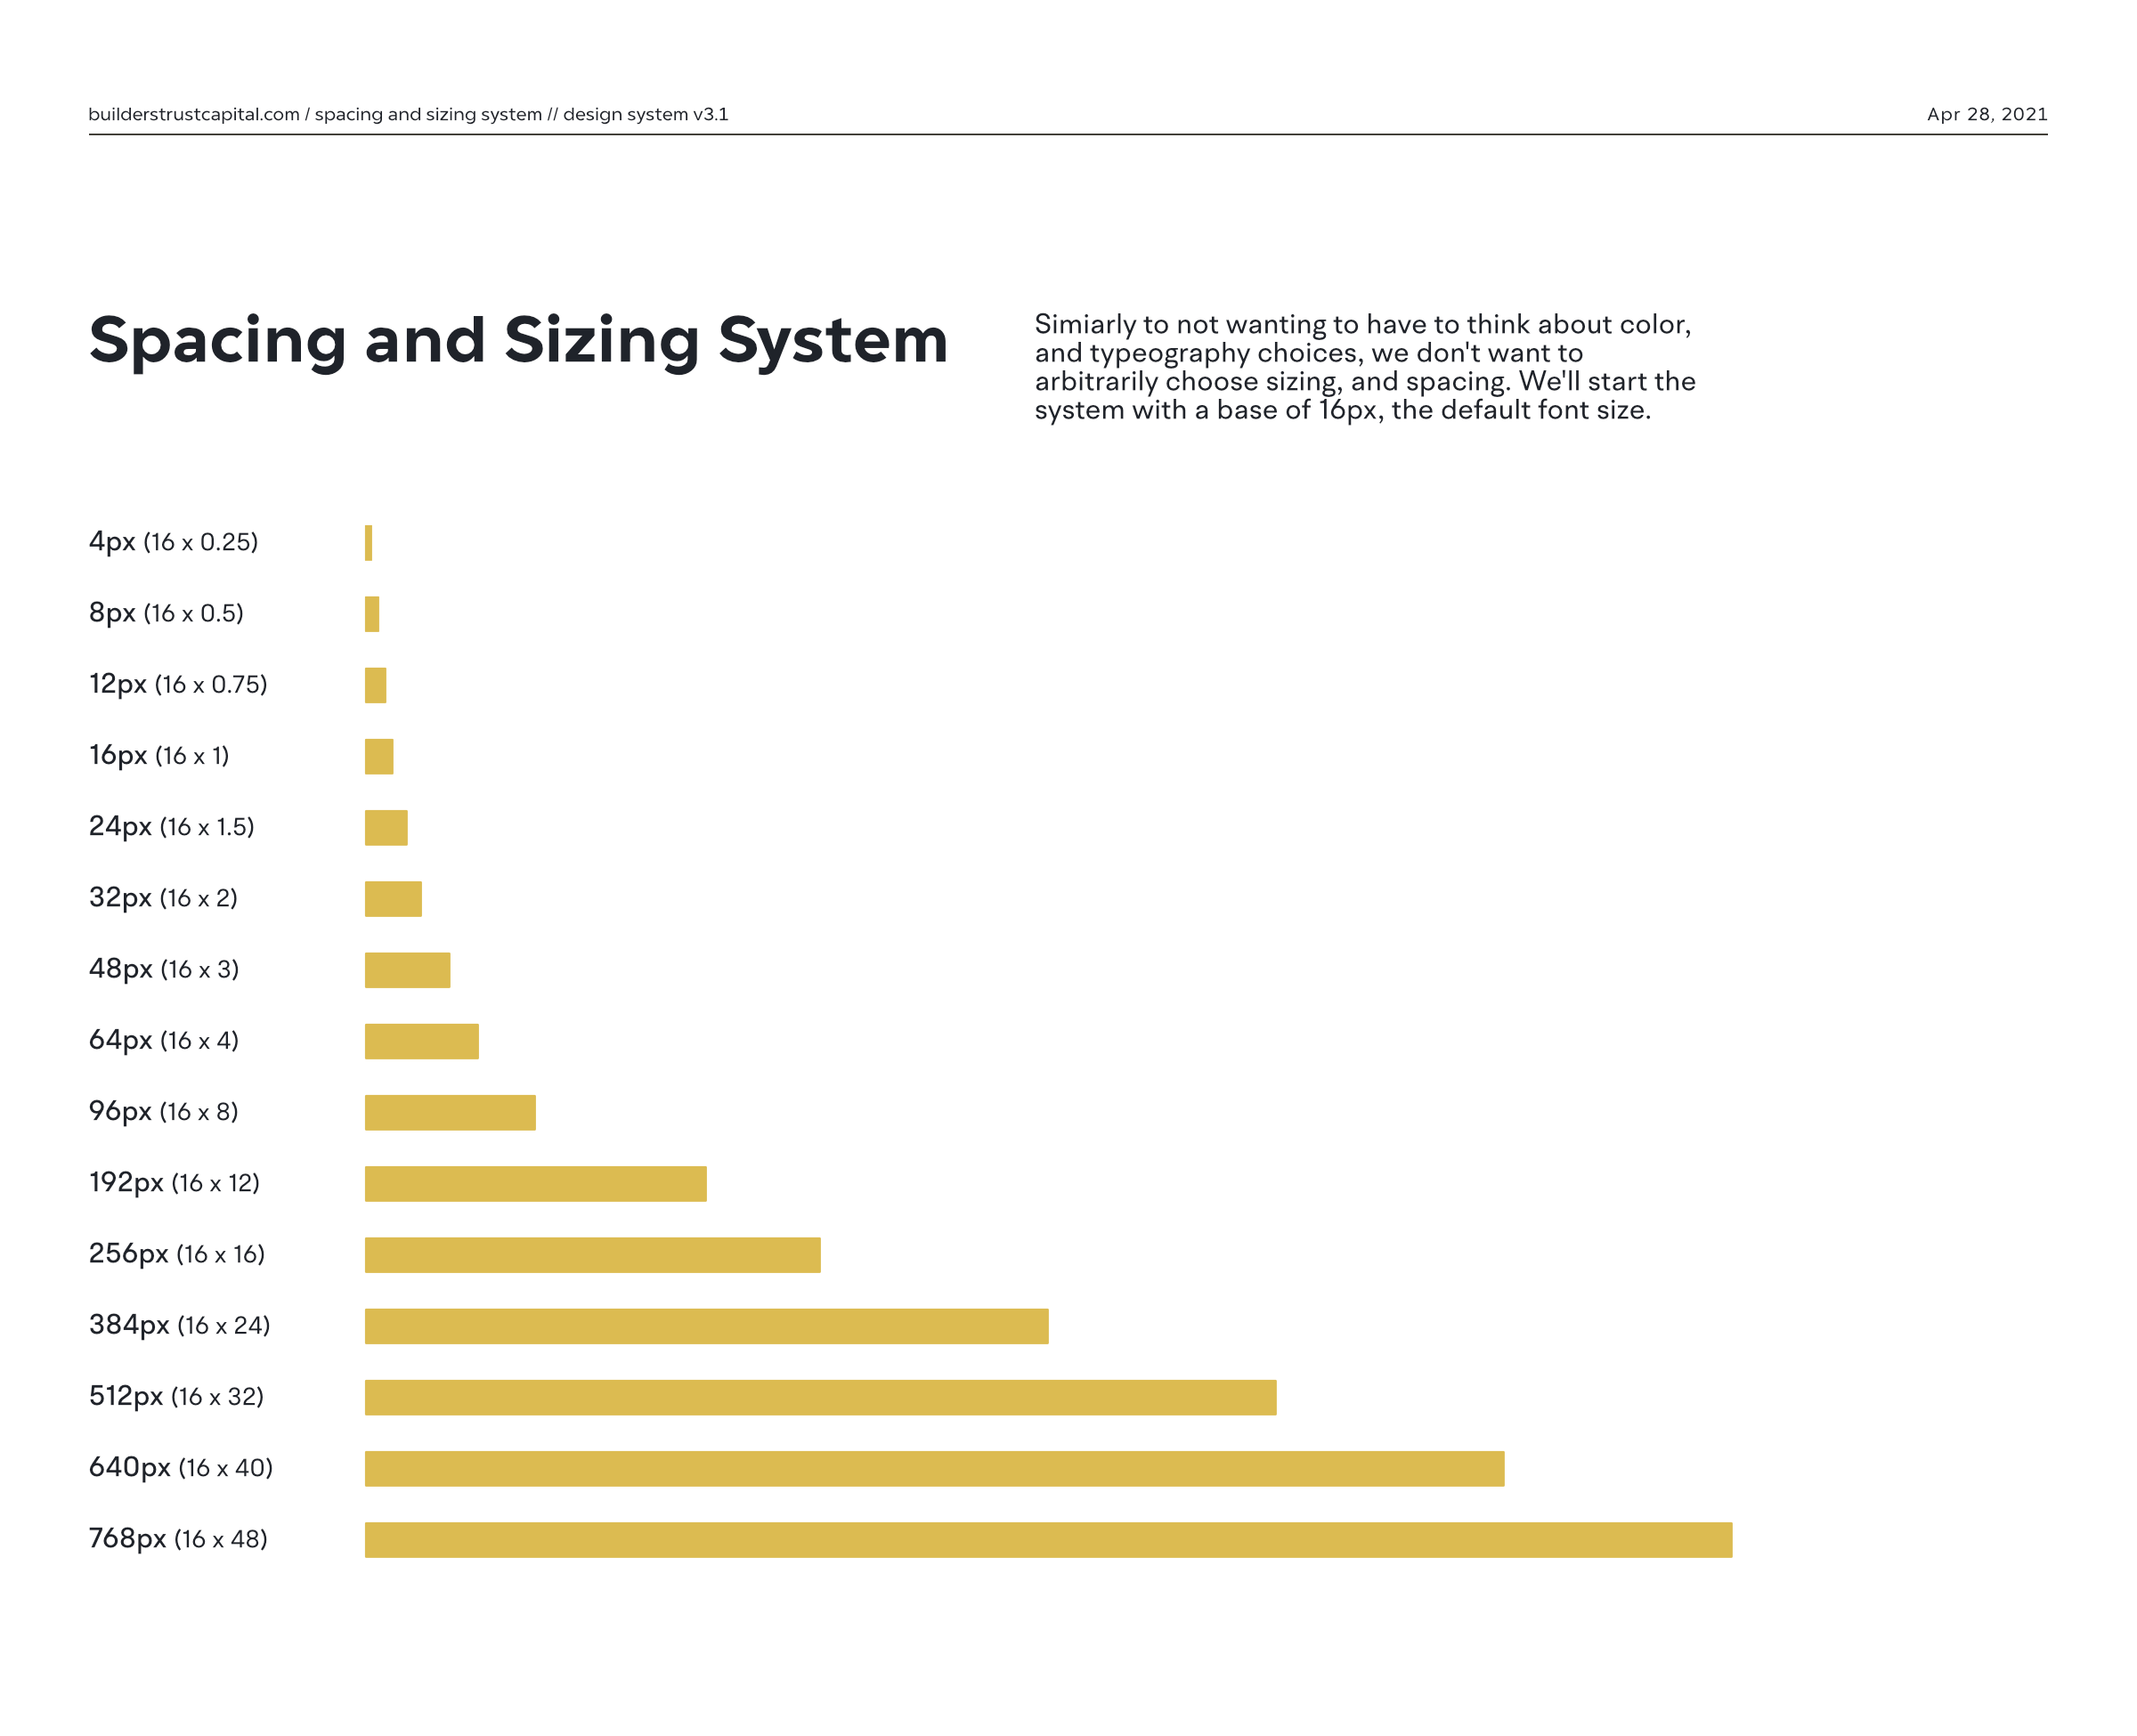 builderstrustcapital.com / spacing and sizing system // design system v3.1
Apr 28, 2021
Spacing and Sizing System
Simiarly to not wanting to have to think about color,
and typeography choices, we don't want to
arbitrarily choose sizing, and spacing. We'll start the
system with a base of 16px, the default font size.
4px (16 x 0.25)
8px (16 x 0.5)
12px (16 x 0.75)
16px (16 x 1)
24px (16 x 1.5)
32px (16 x 2)
48px (16 x 3)
64px (16 x 4)
96px (16 x 8)
192px (16 x 12)
256px (16 x 16)
384px (16 x 24)
512px (16 x 32)
640px (16 x 40)
768px (16 x 48)